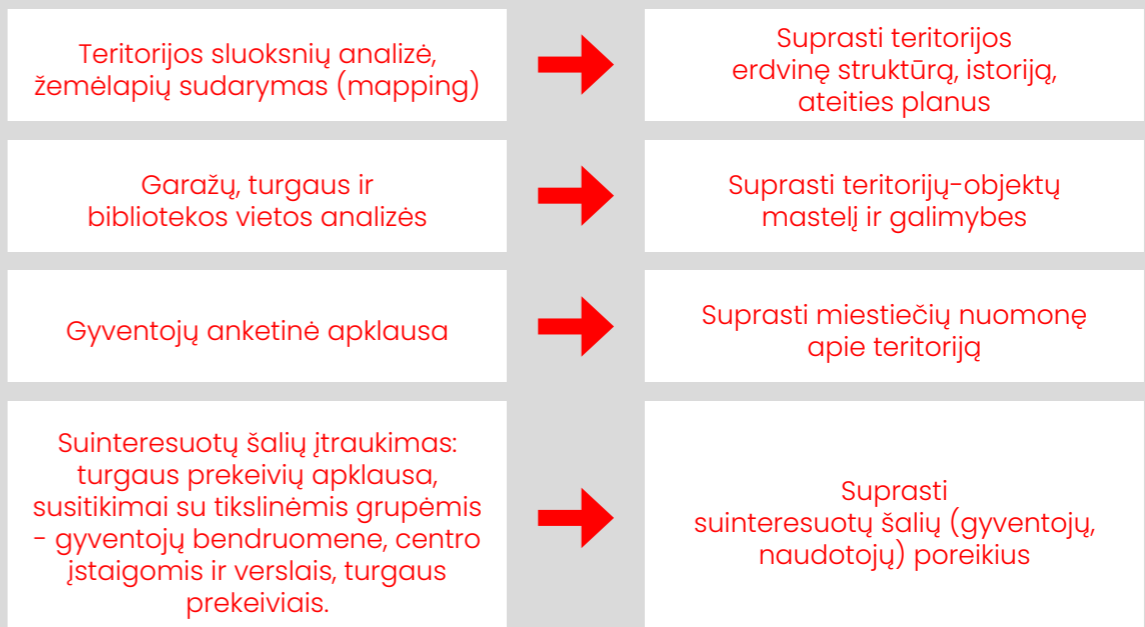 Teritorijos sluoksnių analizė,
žemėlapių sudarymas (mapping)
Suprasti teritorijos
erdvinę struktūrą, istoriją,
ateities planus
Garažų, turgaus ir
bibliotekos vietos analizės
Suprasti teritorijų-objektų
mastelį ir galimybes
Gyventojų anketinė apklausa
Suprasti miestiečių nuomonę
apie teritoriją
Suinteresuotų šalių įtraukimas:
turgaus prekeivių apklausa,
susitikimai su tikslinėmis grupėmis
- gyventojų bendruomene, centro
įstaigomis ir verslais, turgaus
prekeiviais.
Suprasti
suinteresuotų šalių (gyventojų,
naudotojų) poreikius